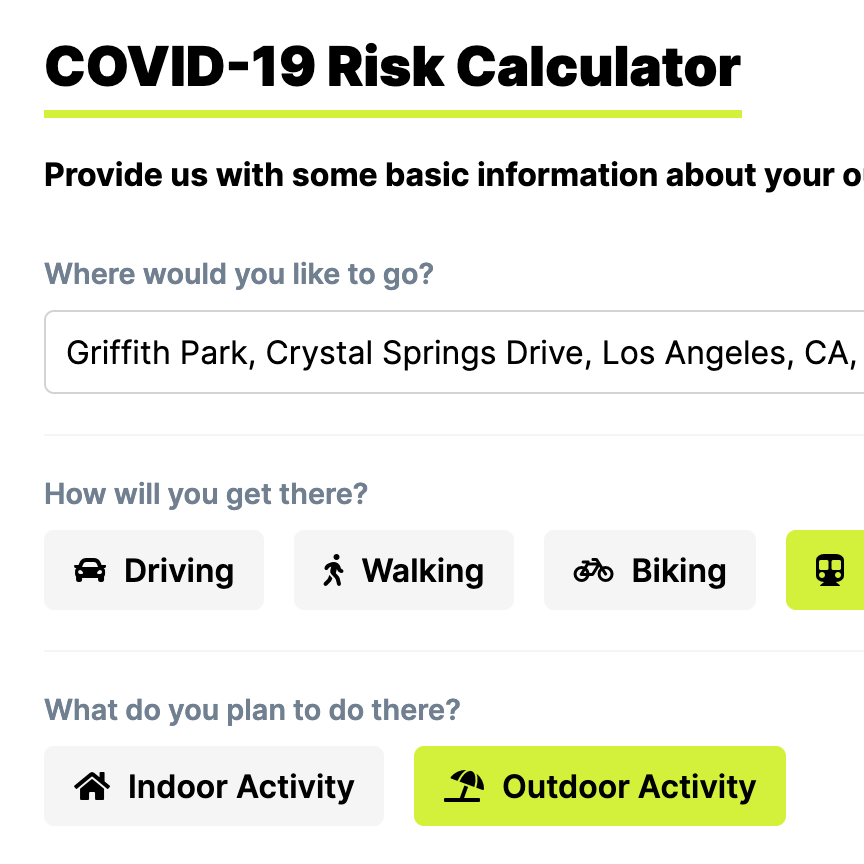 COVID-19 Risk Calculator
Provide us with some basic information about your
Where would you like to go?
Griffith Park, Crystal Springs Drive, Los Angeles, CA,
How will you get there?
Driving Walking Biking
What do you plan to do there?
Indoor Activity Outdoor Activity